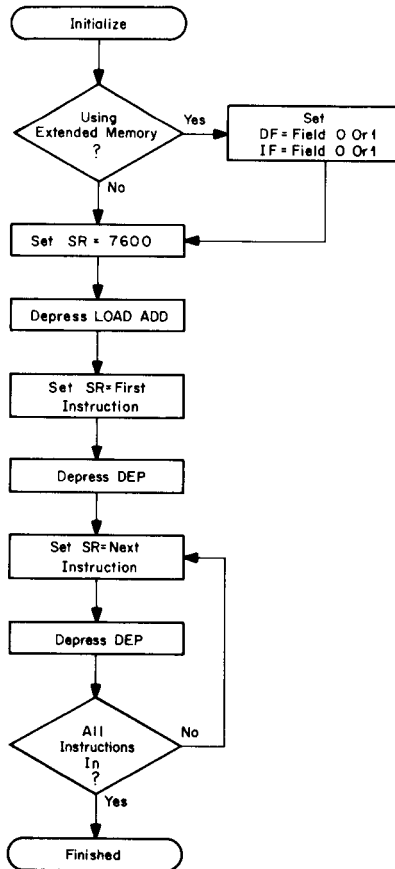 Initialize
Using
Extended Memory
?
Yes
Set
DF = Field 0 Or 1
IF = Field 0 Or 1
No
Set SR = 7600
Depress LOAD ADD
Set SR = First
Instruction
Depress DEP
Set SR = Next
Instruction
Depress DEP
All
Instructions
In
?
No
Yes
Finished